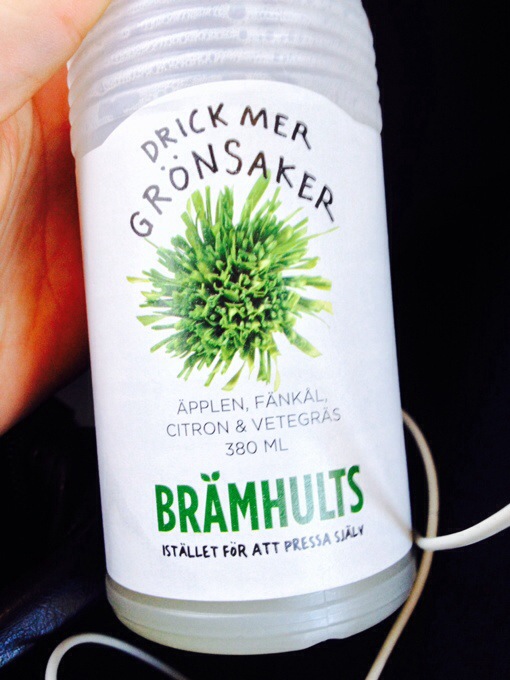 DRICK MER
GRÖNSAKER
ÄPPLEN, FÄNKÅL,
CITRON & VETEGRÄS
380 ML
BRÄMHULTS
ISTÄLLET FÖR ATT PRESSA SJÄLV